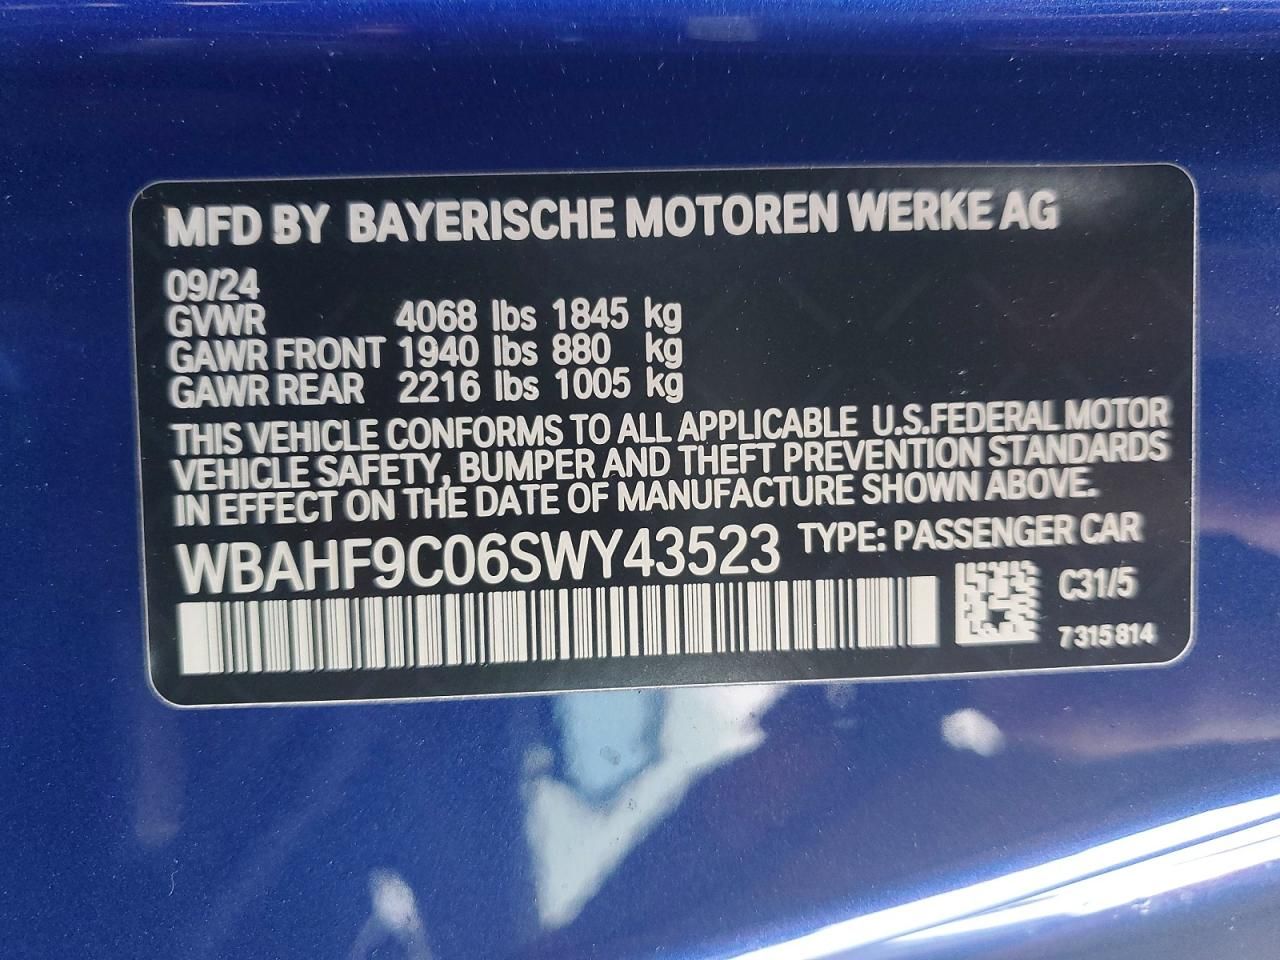 MFD BY BAYERISCHE MOTOREN WERKE AG
09/24
GVWR 4068 lbs 1845 kg
GAWR FRONT 1940 lbs 880 kg
GAWR REAR 2216 lbs 1005 kg
THIS VEHICLE CONFORMS TO ALL APPLICABLE U.S.FEDERAL MOTOR
VEHICLE SAFETY, BUMPER AND THEFT PREVENTION STANDARDS
IN EFFECT ON THE DATE OF MANUFACTURE SHOWN ABOVE.
WBAHF9C06SWY43523 TYPE: PASSENGER CAR
C31/5
7 315 814